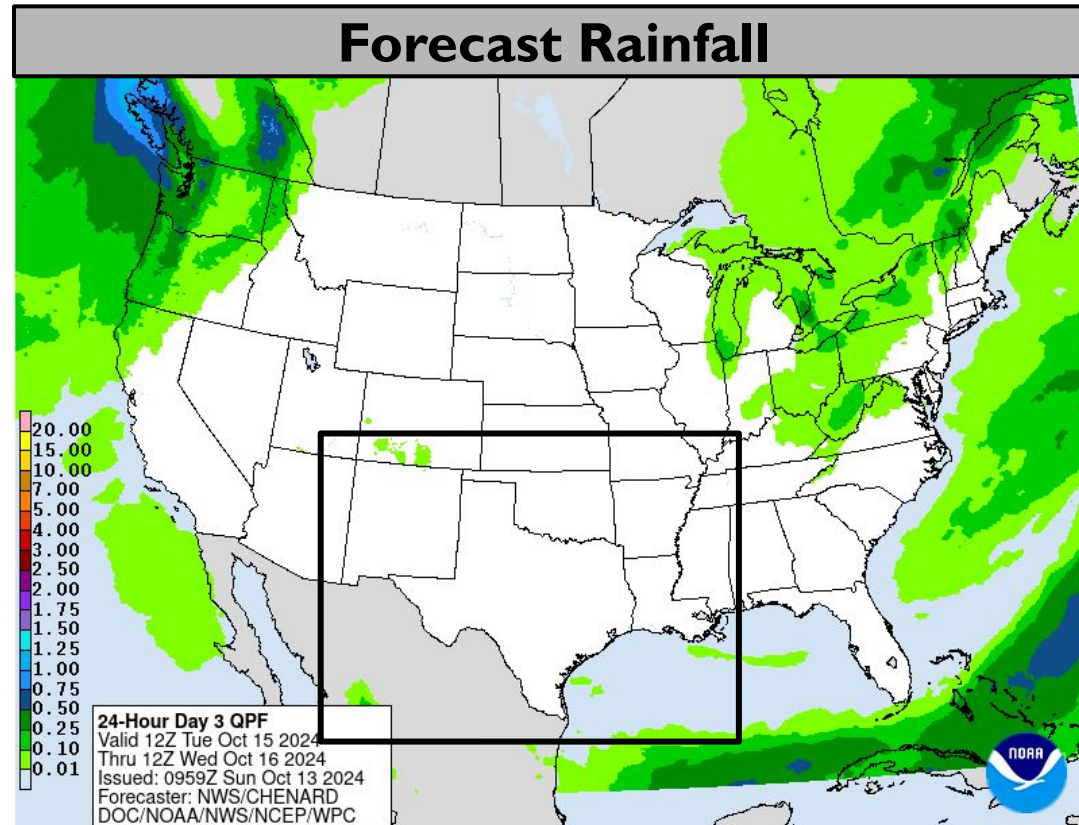 Forecast Rainfall
20.00
15.00
10.00
7.00
5.00
4.00
3.00
2.50
2.00
1.75
1.50
1.25
1.00
0.75
0.50
0.25
0.10
0.01
24-Hour Day 3 QPF
Valid 12Z Tue Oct 15 2024
Thru 12Z Wed Oct 16 2024
Issued: 0959Z Sun Oct 13 2024
Forecaster: NWS/CHENARD
DOC/NOAA/NWS/NCEP/WPC
NOAA